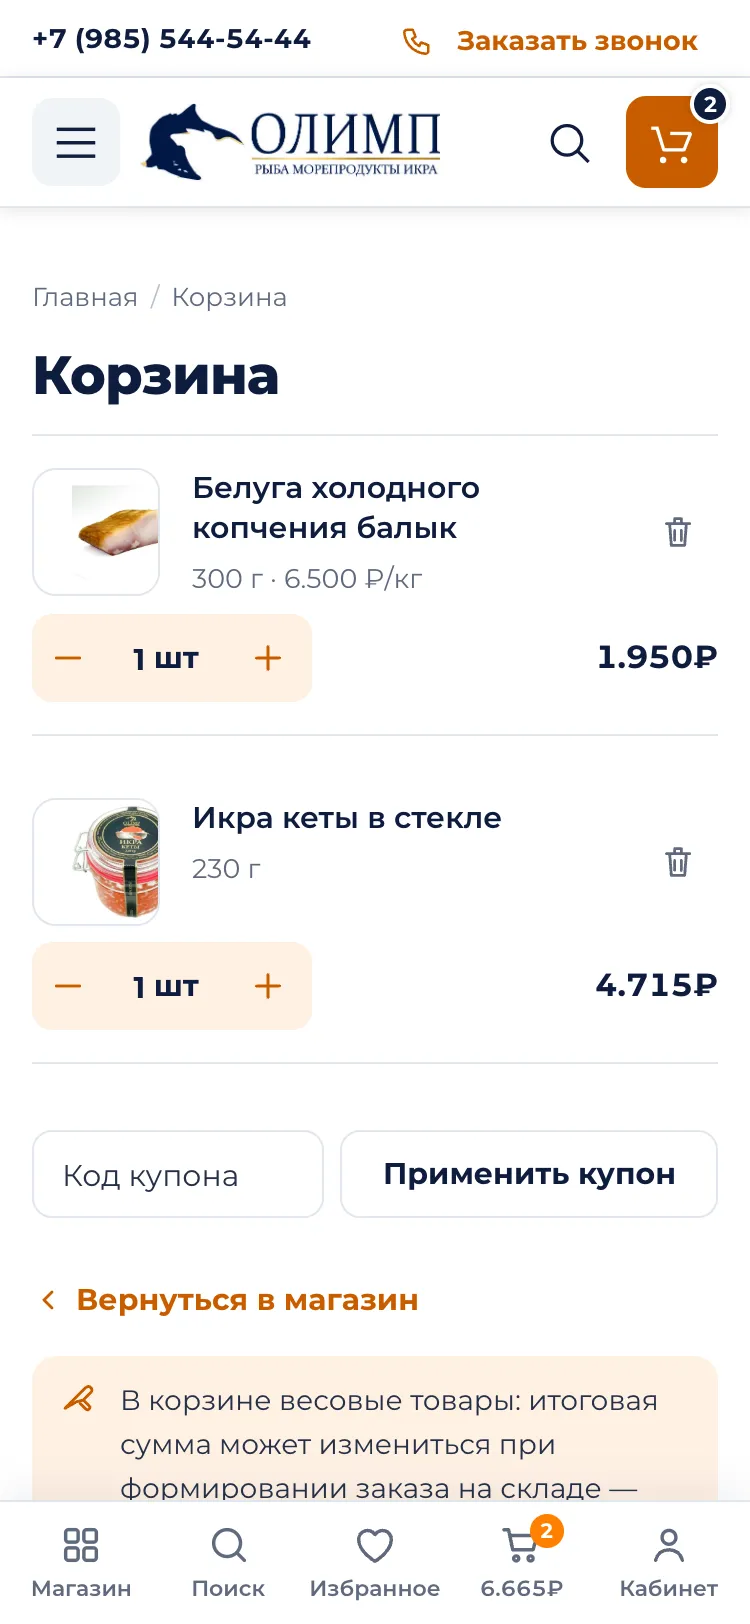 +7 (985) 544-54-44
Заказать звонок
ОЛИМП
РЫБА МОРЕПРОДУКТЫ ИКРА
2
Главная / Корзина
Корзина
Белуга холодного
копчения балык
300 г · 6.500 ₽/кг
1 шт
1.950₽
Икра кеты в стекле
230 г
ИКРА
КЕТЫ
1 шт
4.715₽
Код купона
Применить купон
Вернуться в магазин
В корзине весовые товары: итоговая
сумма может измениться при
формировании заказа на складе —
2
Магазин
Поиск
Избранное
6.665₽
Кабинет